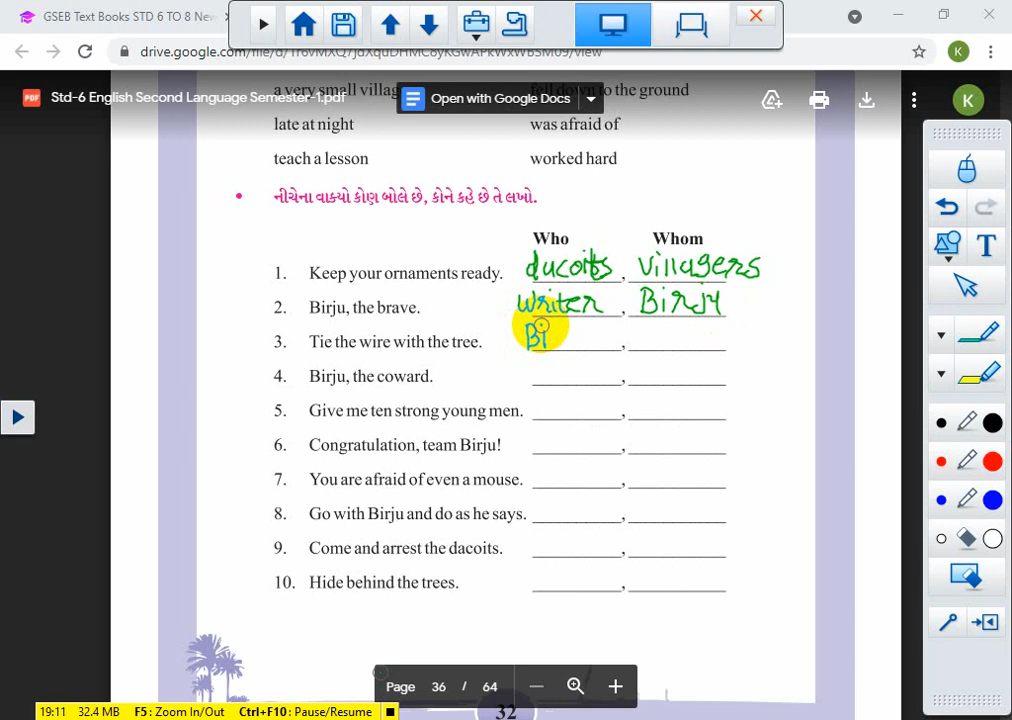 GSEB Text Books STD 6 TO 8 New
drive.google.com/file/d/1r6vMXQ7jdXquDHMC8yKGwAPKWxWBSMi09/view
K
Std-6 English Second Language Semester-1.pdf
Open with Google Docs
K
a very small villag fell down to the ground
late at night was afraid of
teach a lesson worked hard
• નીચેના વાક્યો કોણ બોલે છે, કોને કહે છે તે લખો.
Who Whom
1. Keep your ornaments ready. ducoits , villagers
2. Birju, the brave. writer , Birju
3. Tie the wire with the tree. Bi ,
4. Birju, the coward. ,
5. Give me ten strong young men. ,
6. Congratulation, team Birju! ,
7. You are afraid of even a mouse. ,
8. Go with Birju and do as he says. ,
9. Come and arrest the dacoits. ,
10. Hide behind the trees. ,
T
Page 36 / 64
32
19:11 32.4 MB F5: Zoom In/Out Ctrl+F10: Pause/Resume